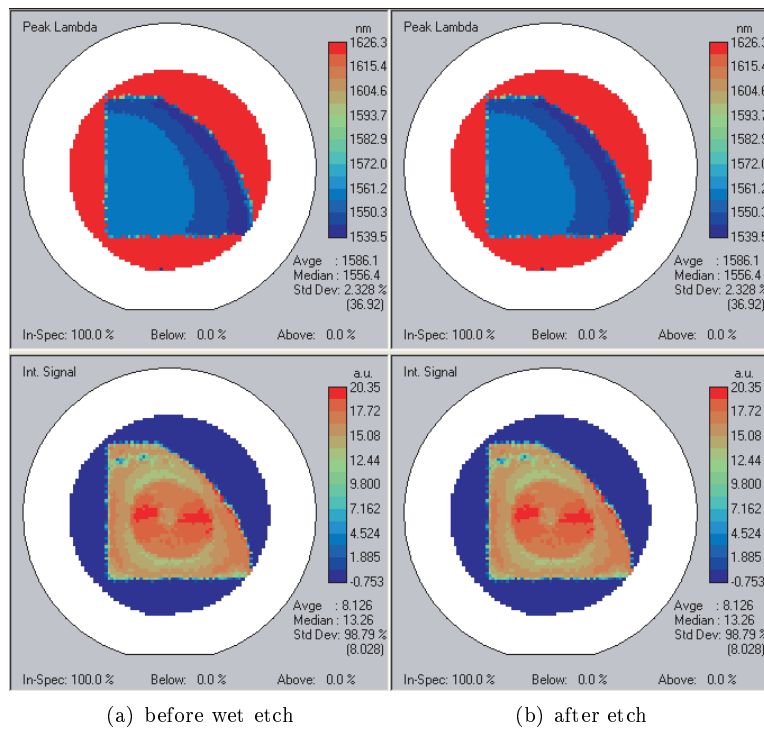 Peak Lambda
nm
1626.3
1615.4
1604.6
1593.7
1582.9
1572.0
1561.2
1550.3
1539.5
Avge : 1586.1
Median : 1556.4
Std Dev: 2.328 %
(36.92)
In-Spec: 100.0 % Below: 0.0 % Above: 0.0 %
Peak Lambda
nm
1626.3
1615.4
1604.6
1593.7
1582.9
1572.0
1561.2
1550.3
1539.5
Avge : 1586.1
Median : 1556.4
Std Dev: 2.328 %
(36.92)
In-Spec: 100.0 % Below: 0.0 % Above: 0.0 %
Int. Signal
a.u.
20.35
17.72
15.08
12.44
9.800
7.162
4.524
1.885
-0.753
Avge : 8.126
Median : 13.26
Std Dev: 98.79 %
(8.028)
In-Spec: 100.0 % Below: 0.0 % Above: 0.0 %
Int. Signal
a.u.
20.35
17.72
15.08
12.44
9.800
7.162
4.524
1.885
-0.753
Avge : 8.126
Median : 13.26
Std Dev: 98.79 %
(8.028)
In-Spec: 100.0 % Below: 0.0 % Above: 0.0 %
(a) before wet etch
(b) after etch